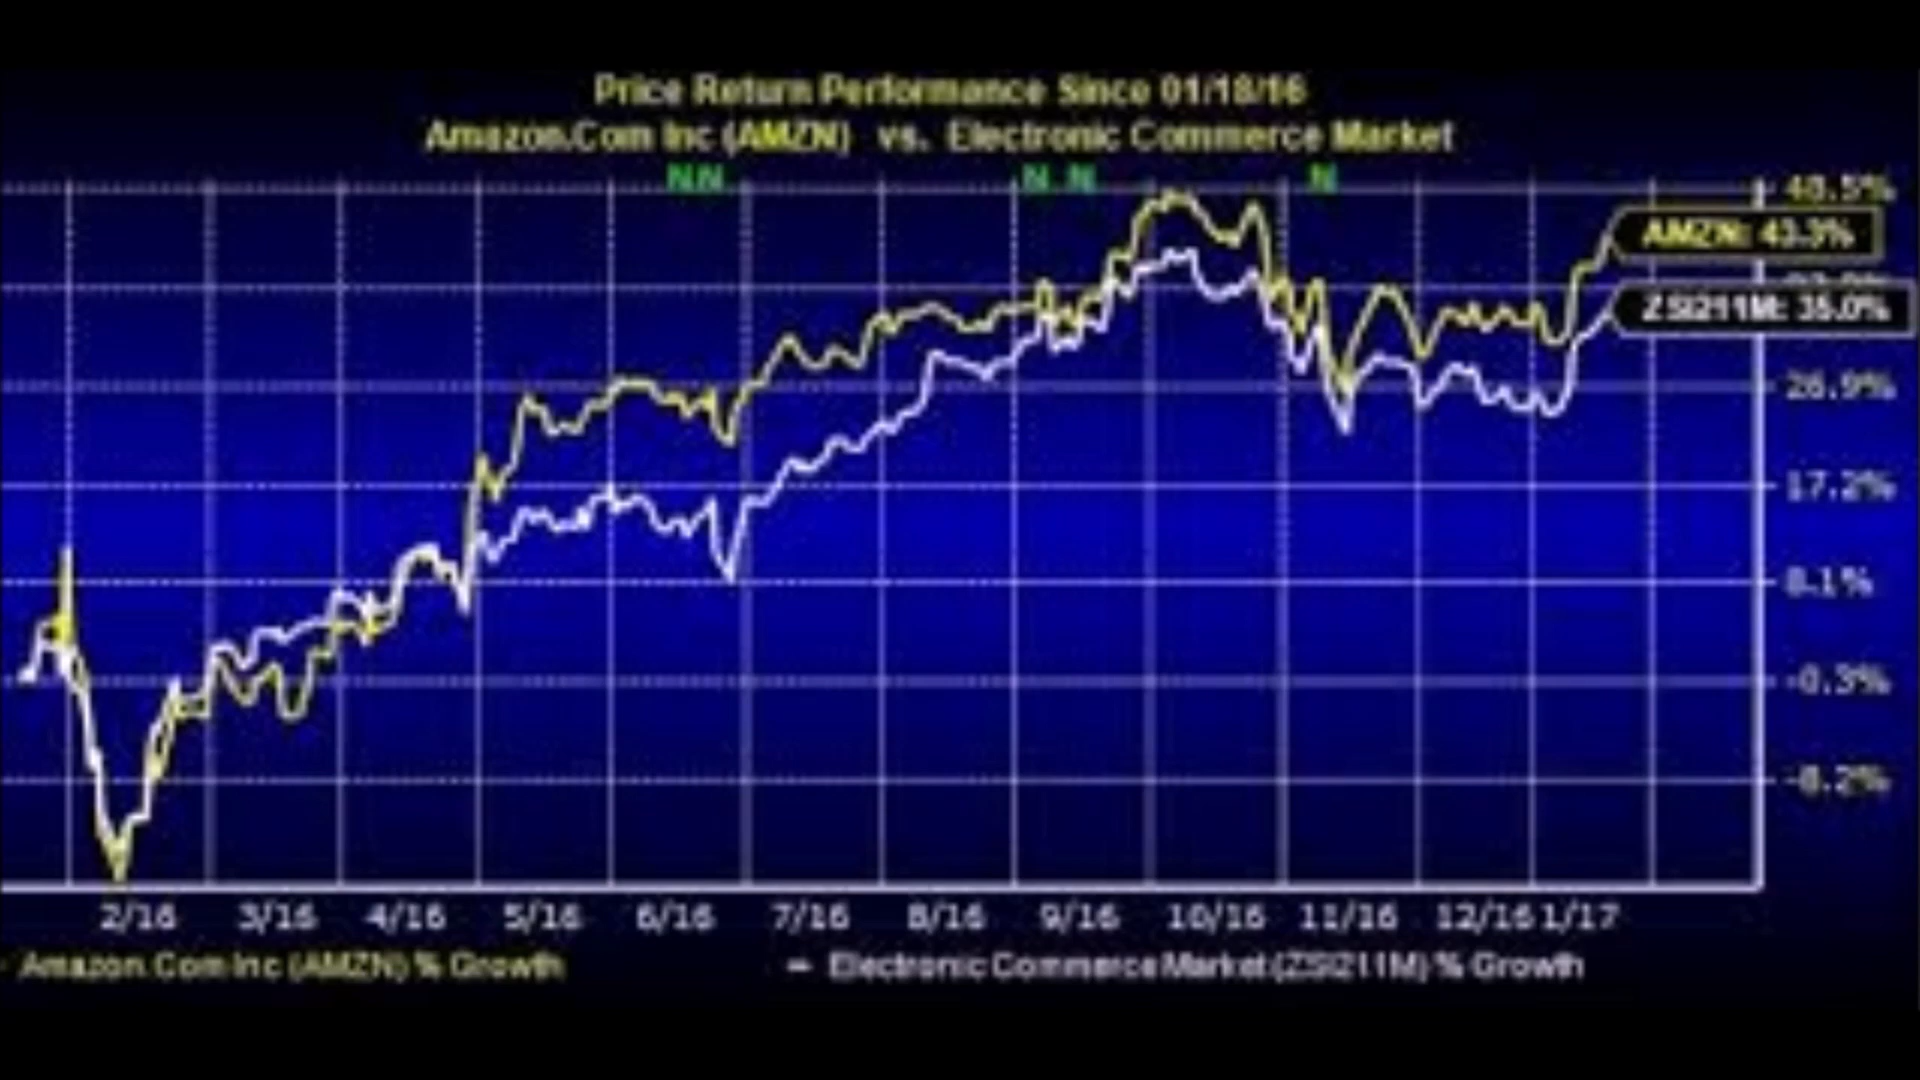 Price Return Performance Since 01/18/16
Amazon.Com Inc (AMZN) vs. Electronic Commerce Market
N N N N N
48.5%
AMZN: 43.3%
ZSI211M: 35.0%
26.9%
17.2%
8.1%
-0.3%
-8.2%
2/16 3/16 4/16 5/16 6/16 7/16 8/16 9/16 10/16 11/16 12/16 1/17
Amazon.Com Inc (AMZN) % Growth
Electronic Commerce Market (ZSI211M) % Growth